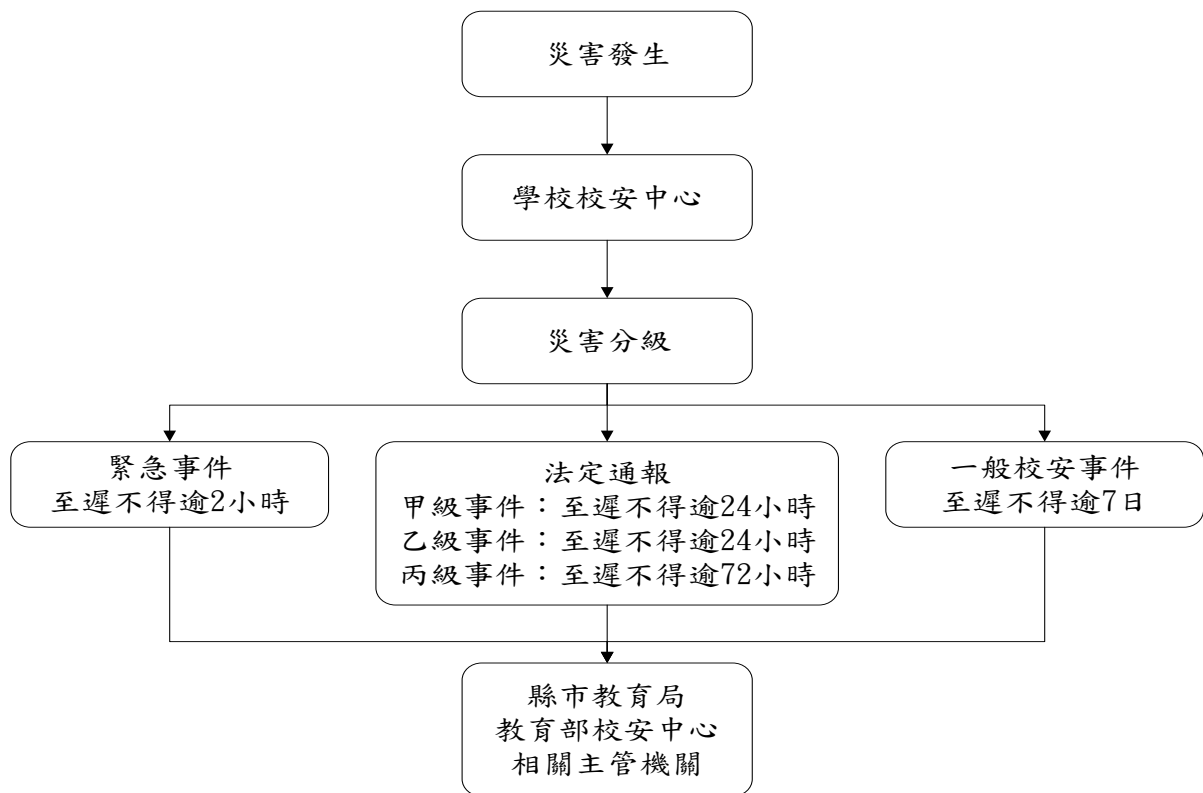 災害發生
學校校安中心
災害分級
緊急事件
至遲不得逾2小時
法定通報
甲級事件：至遲不得逾24小時
乙級事件：至遲不得逾24小時
丙級事件：至遲不得逾72小時
一般校安事件
至遲不得逾7日
縣市教育局
教育部校安中心
相關主管機關